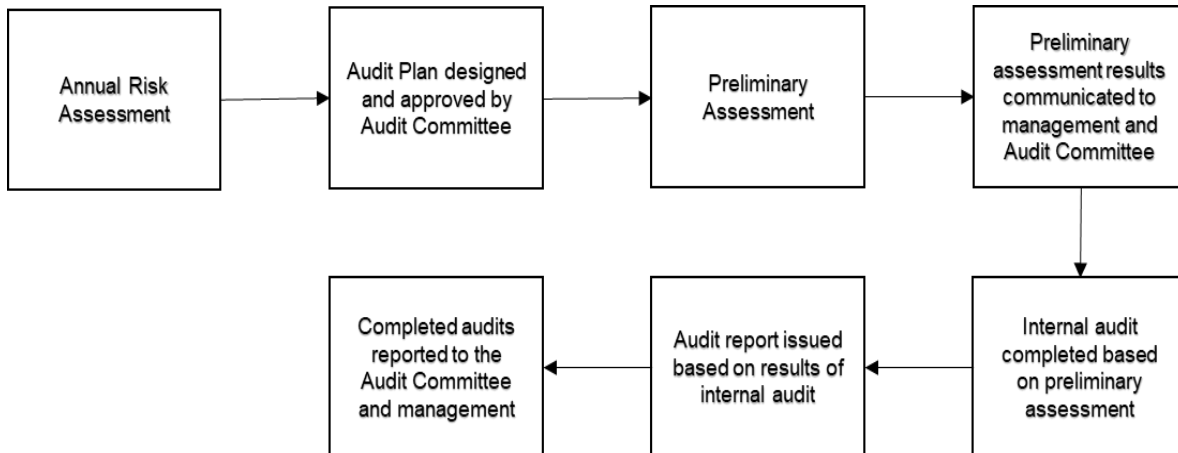 Annual Risk
Assessment
Audit Plan designed
and approved by
Audit Committee
Preliminary
Assessment
Preliminary
assessment results
communicated to
management and
Audit Committee
Internal audit
completed based
on preliminary
assessment
Audit report issued
based on results of
internal audit
Completed audits
reported to the
Audit Committee
and management